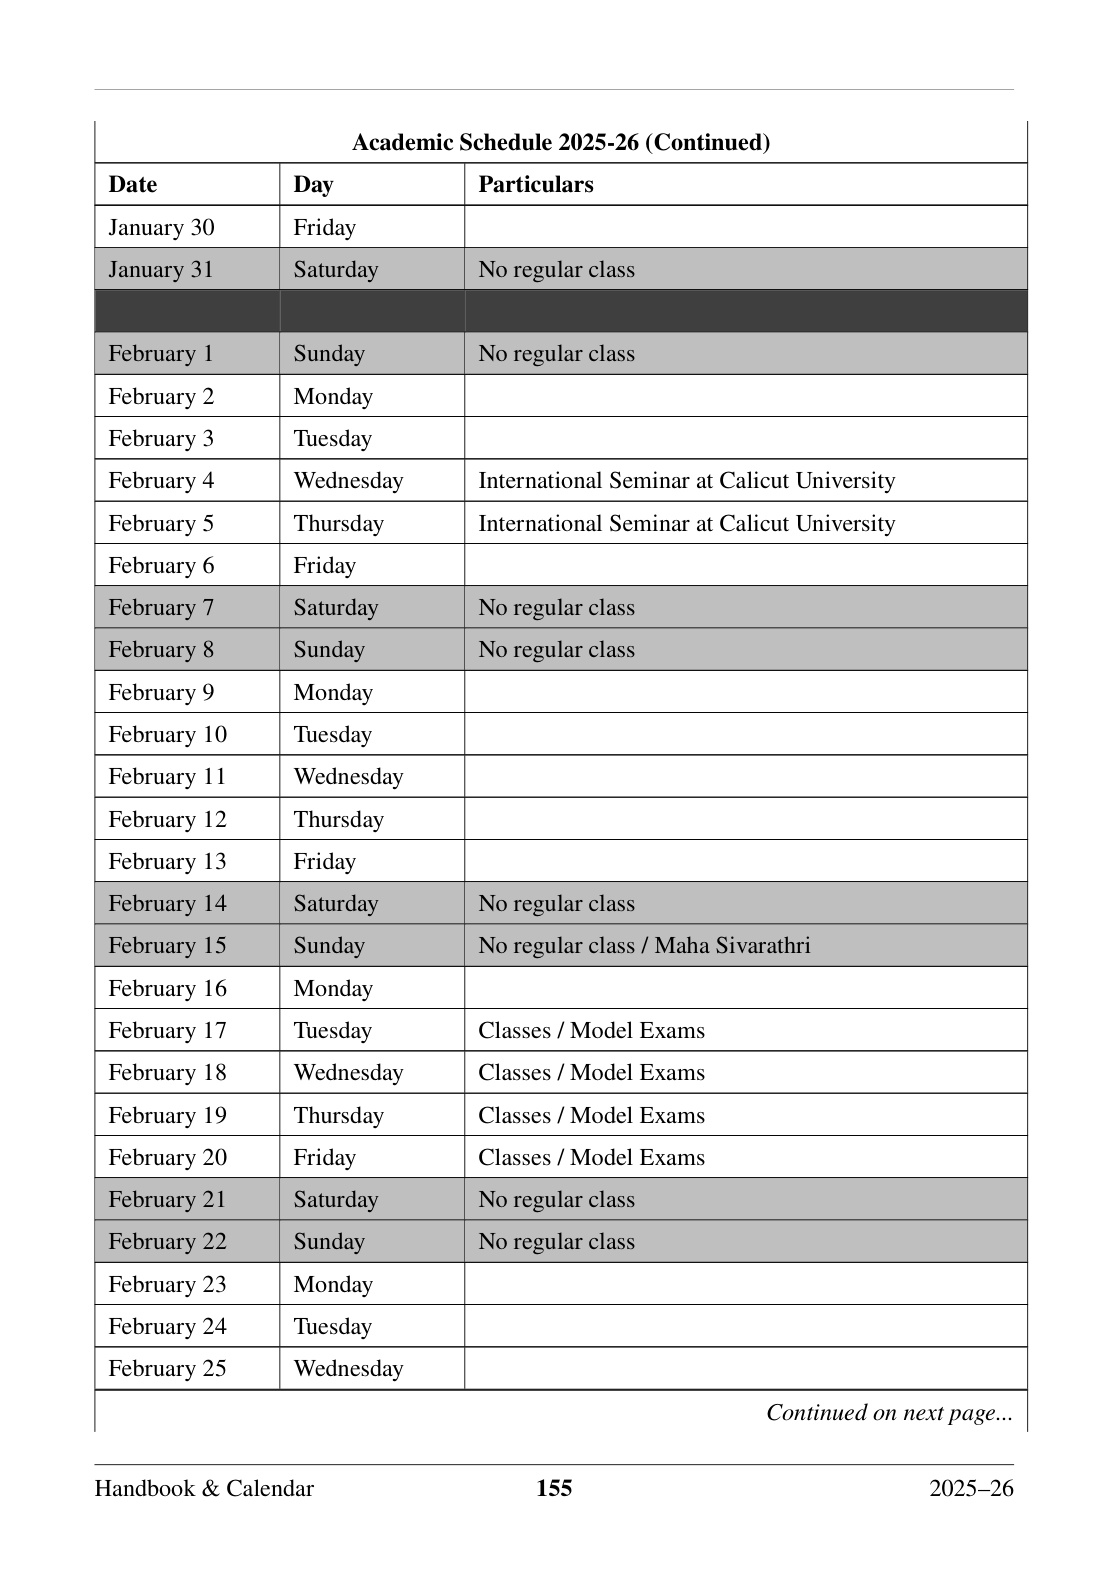 Academic Schedule 2025-26 (Continued)
Date Day Particulars
January 30 Friday
January 31 Saturday No regular class
February 1 Sunday No regular class
February 2 Monday
February 3 Tuesday
February 4 Wednesday International Seminar at Calicut University
February 5 Thursday International Seminar at Calicut University
February 6 Friday
February 7 Saturday No regular class
February 8 Sunday No regular class
February 9 Monday
February 10 Tuesday
February 11 Wednesday
February 12 Thursday
February 13 Friday
February 14 Saturday No regular class
February 15 Sunday No regular class / Maha Sivarathri
February 16 Monday
February 17 Tuesday Classes / Model Exams
February 18 Wednesday Classes / Model Exams
February 19 Thursday Classes / Model Exams
February 20 Friday Classes / Model Exams
February 21 Saturday No regular class
February 22 Sunday No regular class
February 23 Monday
February 24 Tuesday
February 25 Wednesday
Continued on next page...
Handbook & Calendar 155 2025–26